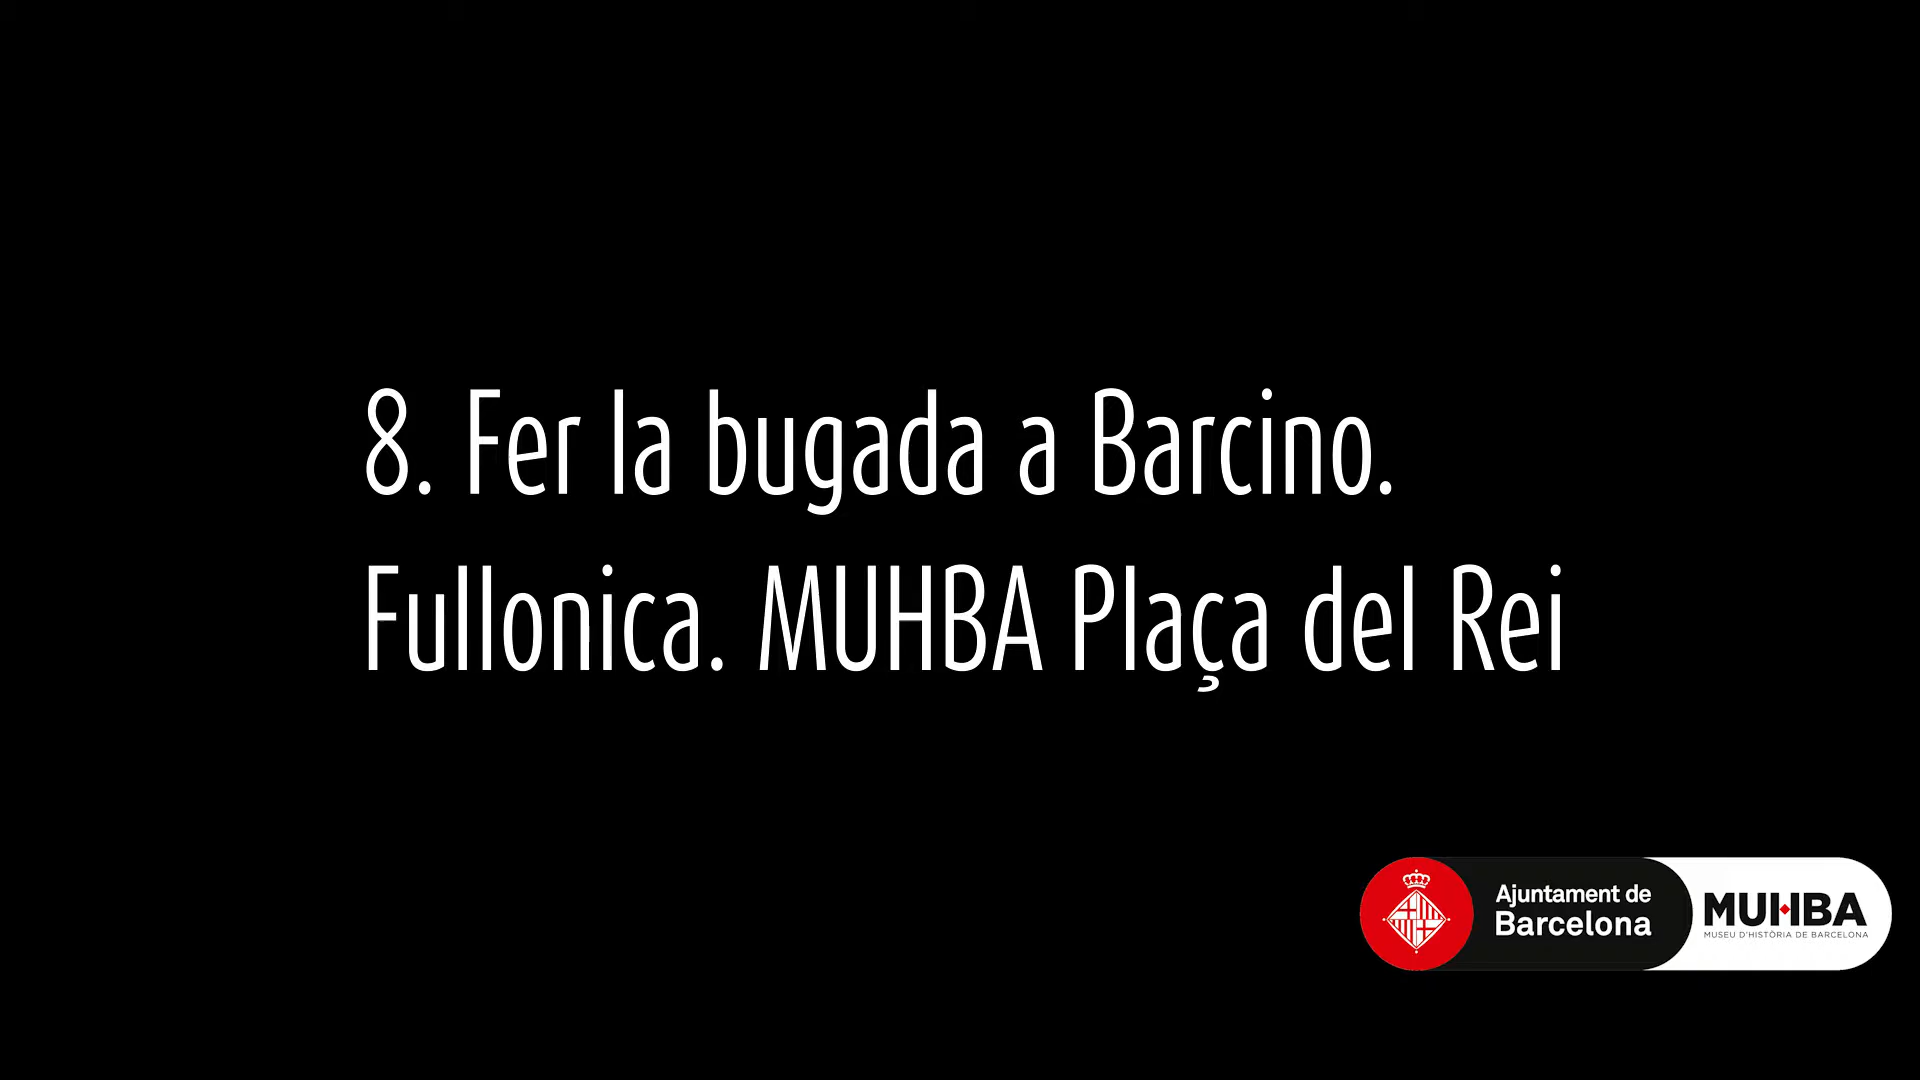 8. Fer la bugada a Barcino.
Fullonica. MUHBA Plaça del Rei
Ajuntament de
Barcelona
MUHBA
MUSEU D'HISTÒRIA DE BARCELONA